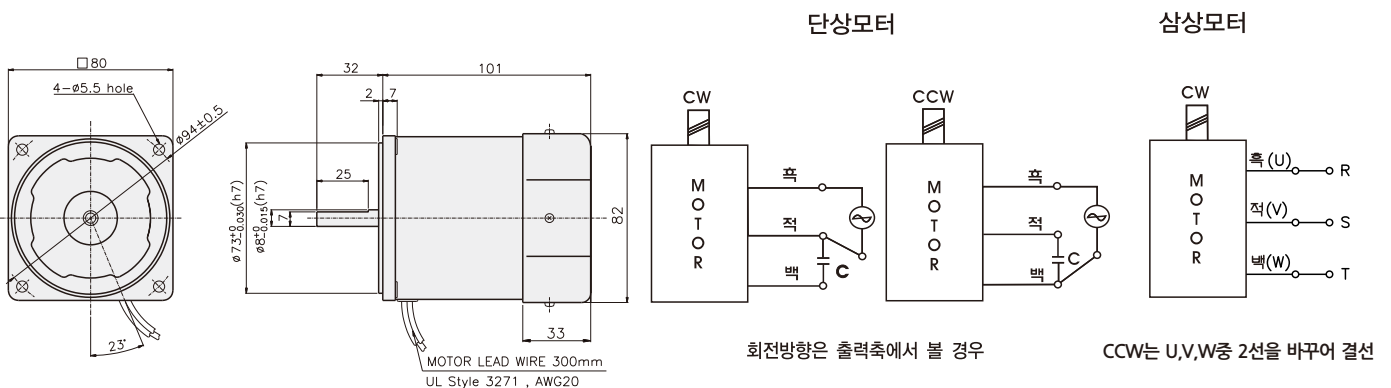 단상모터
삼상모터
□80
4-ø5.5 hole
ø94±0.5
32
101
2
7
25
ø73+0 -0.030(h7)
ø8+0 -0.015(h7)
7
82
33
23°
MOTOR LEAD WIRE 300mm
UL Style 3271 , AWG20
CW
MOTOR
흑
적
백
C
CCW
MOTOR
흑
적
백
C
CW
MOTOR
흑(U)
R
적(V)
S
백(W)
T
회전방향은 출력축에서 볼 경우
CCW는 U,V,W중 2선을 바꾸어 결선